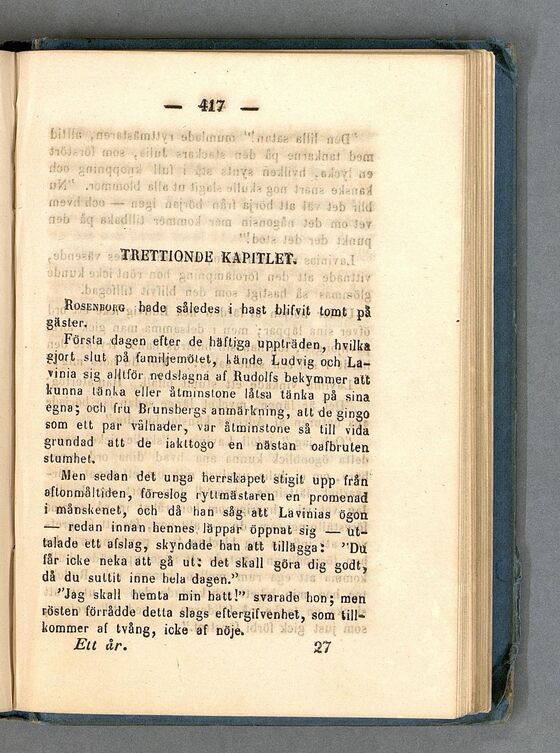 — 417 —
TRETTIONDE KAPITLET.
ROSENBORG hade således i hast blifvit tomt på
gäster.
Första dagen efter de häftiga uppträden, hvilka
gjort slut på familjemötet, kände Ludvig och La-
vinia sig alltför nedslagna af Rudolfs bekymmer att
kunna tänka eller åtminstone låtsa tänka på sina
egna; och fru Brunsbergs anmärkning, att de gingo
som ett par vålnader, var åtminstone så till vida
grundad att de iakttogo en nästan oafbruten
stumhet.
Men sedan det unga herrskapet stigit upp från
aftonmåltiden, föreslog ryttmästaren en promenad
i månskenet, och då han såg att Lavinias ögon
— redan innan hennes läppar öppnat sig — ut-
talade ett afslag, skyndade han att tillägga: ”Du
får icke neka att gå ut: det skall göra dig godt,
då du suttit inne hela dagen.”
”Jag skall hemta min hatt!” svarade hon; men
rösten förrådde detta slags eftergifvenhet, som till-
kommer af tvång, icke af nöje.
Ett år. 27